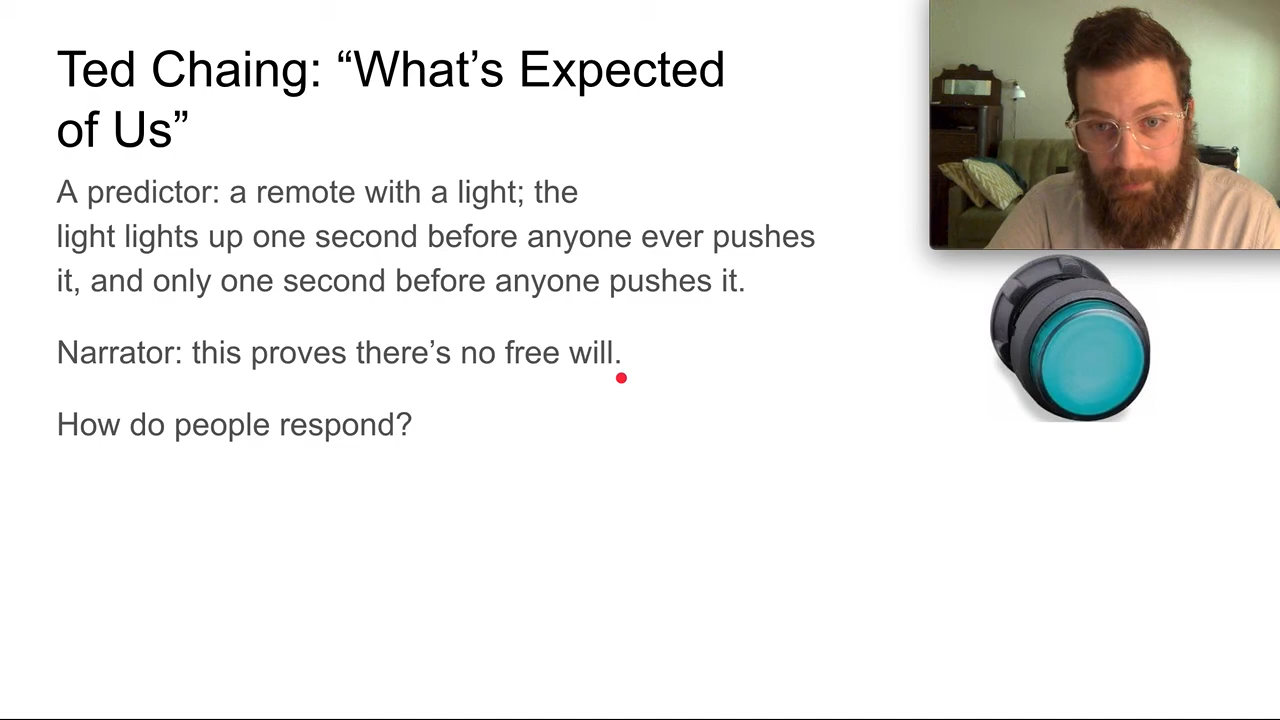 Ted Chaing: “What’s Expected
of Us”
A predictor: a remote with a light; the
light lights up one second before anyone ever pushes
it, and only one second before anyone pushes it.
Narrator: this proves there’s no free will.
How do people respond?